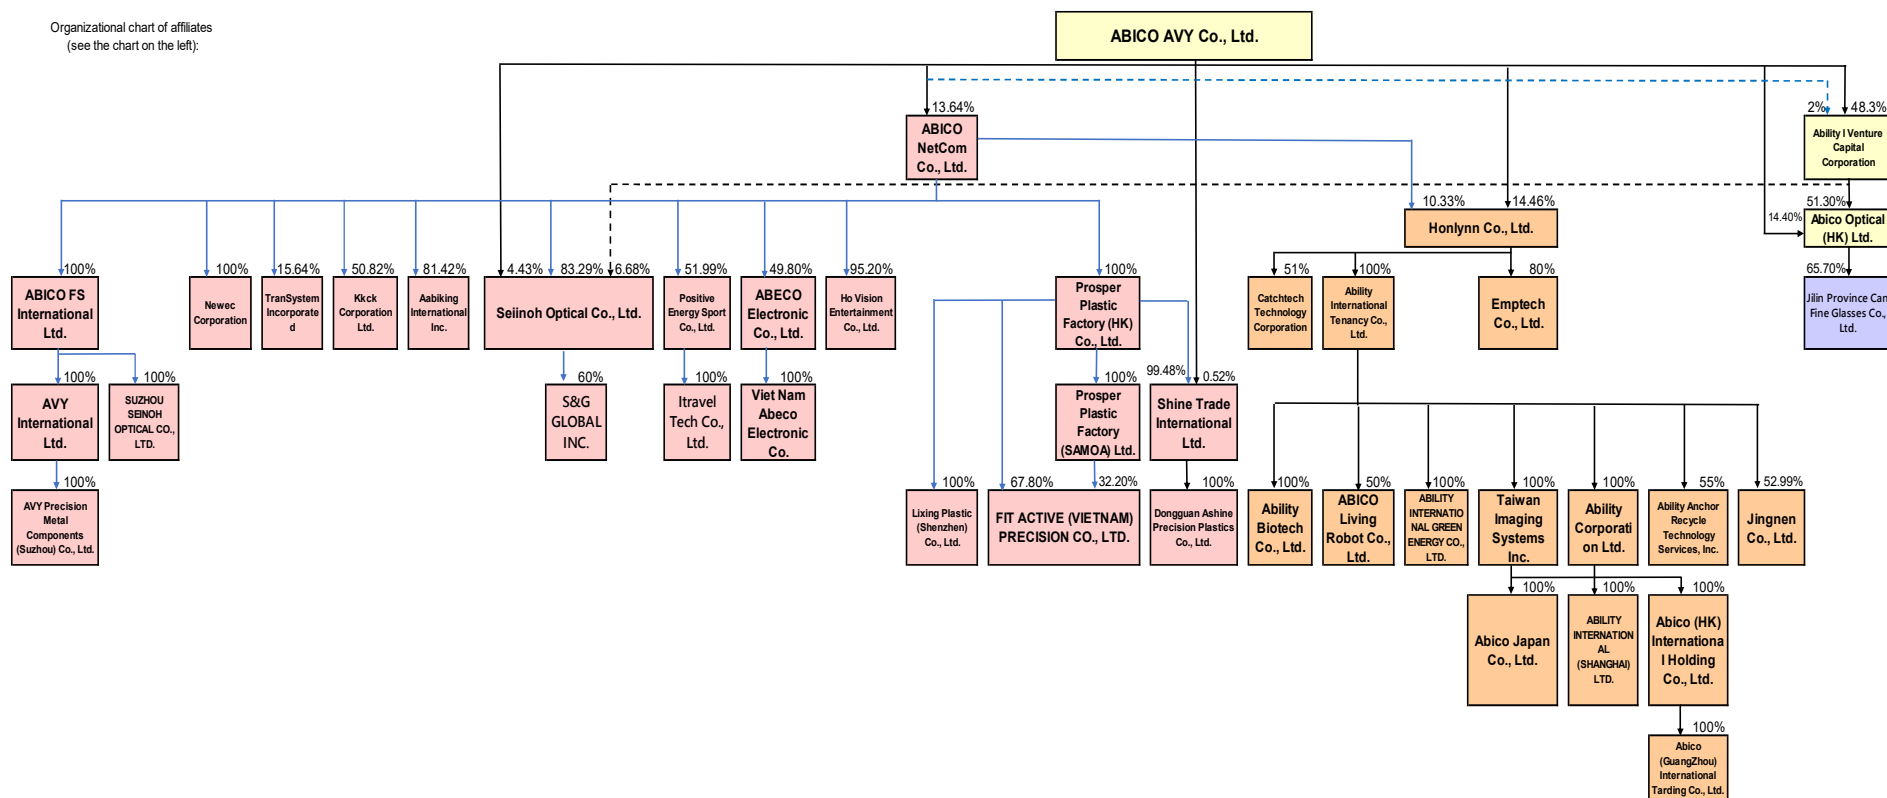 Organizational chart of affiliates
(see the chart on the left):
ABICO AVY Co., Ltd.
13.64%
2%
48.3%
ABICO
NetCom
Co., Ltd.
Ability I Venture
Capital
Corporation
10.33%
14.46%
51.30%
14.40%
Honlynn Co., Ltd.
Abico Optical
(HK) Ltd.
100%
100%
15.64%
50.82%
81.42%
4.43%
83.29%
6.68%
51.99%
49.80%
95.20%
100%
51%
100%
80%
65.70%
ABICO FS
International
Ltd.
Newec
Corporation
TranSystem
Incorporate
d
Kkck
Corporation
Ltd.
Aabiking
International
Inc.
Seiinoh Optical Co., Ltd.
Positive
Energy Sport
Co., Ltd.
ABECO
Electronic
Co., Ltd.
Ho Vision
Entertainment
Co., Ltd.
Prosper
Plastic
Factory (HK)
Co., Ltd.
Catchtech
Technology
Corporation
Ability
International
Tenancy Co.,
Ltd.
Emptech
Co., Ltd.
Jilin Province Can
Fine Glasses Co.,
Ltd.
100%
100%
60%
100%
100%
100%
99.48%
0.52%
AVY
International
Ltd.
SUZHOU
SEINOH
OPTICAL CO.,
LTD.
S&G
GLOBAL
INC.
Itravel
Tech Co.,
Ltd.
Viet Nam
Abeco
Electronic
Co.
Prosper
Plastic
Factory
(SAMOA) Ltd.
Shine Trade
International
Ltd.
100%
100%
67.80%
32.20%
100%
100%
50%
100%
100%
100%
55%
52.99%
AVY Precision
Metal
Components
(Suzhou) Co., Ltd.
Lixing Plastic
(Shenzhen)
Co., Ltd.
FIT ACTIVE (VIETNAM)
PRECISION CO., LTD.
Dongguan Ashine
Precision Plastics
Co., Ltd.
Ability
Biotech
Co., Ltd.
ABICO
Living
Robot Co.,
Ltd.
ABILITY
INTERNATIO
NAL GREEN
ENERGY CO.,
LTD.
Taiwan
Imaging
Systems
Inc.
Ability
Corporati
on Ltd.
Ability Anchor
Recycle
Technology
Services, Inc.
Jingnen
Co., Ltd.
100%
100%
100%
Abico Japan
Co., Ltd.
ABILITY
INTERNATION
AL
(SHANGHAI)
LTD.
Abico (HK)
Internationa
l Holding
Co., Ltd.
100%
Abico
(GuangZhou)
International
Tarding Co., Ltd.